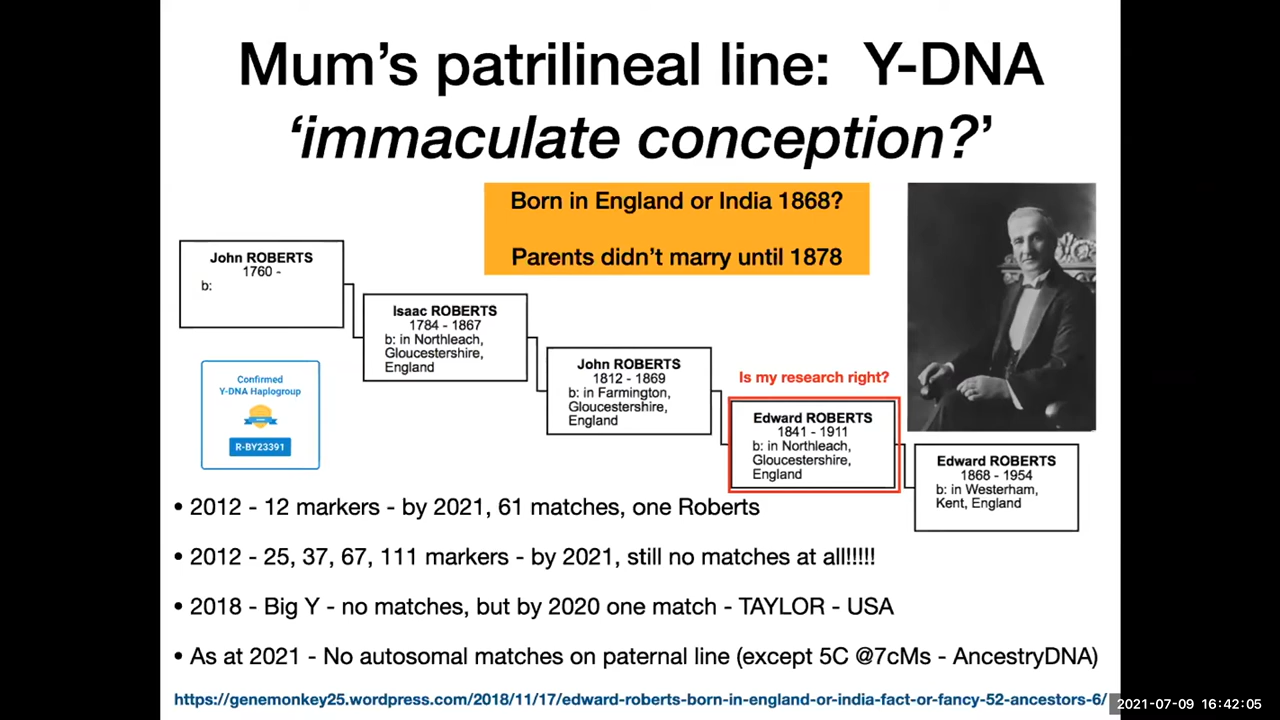 Mum’s patrilineal line:  Y-DNA
‘immaculate conception?’
Born in England or India 1868?
Parents didn’t marry until 1878
John ROBERTS
1760 -
b:
Isaac ROBERTS
1784 - 1867
b: in Northleach,
Gloucestershire,
England
John ROBERTS
1812 - 1869
b: in Farmington,
Gloucestershire,
England
Is my research right?
Edward ROBERTS
1841 - 1911
b: in Northleach,
Gloucestershire,
England
Edward ROBERTS
1868 - 1954
b: in Westerham,
Kent, England
Confirmed
Y-DNA Haplogroup
R-BY23391
• 2012 - 12 markers - by 2021, 61 matches, one Roberts
• 2012 - 25, 37, 67, 111 markers - by 2021, still no matches at all!!!!!
• 2018 - Big Y - no matches, but by 2020 one match - TAYLOR - USA
• As at 2021 - No autosomal matches on paternal line (except 5C @7cMs - AncestryDNA)
https://genemonkey25.wordpress.com/2018/11/17/edward-roberts-born-in-england-or-india-fact-or-fancy-52-ancestors-6/
2021-07-09 16:42:05